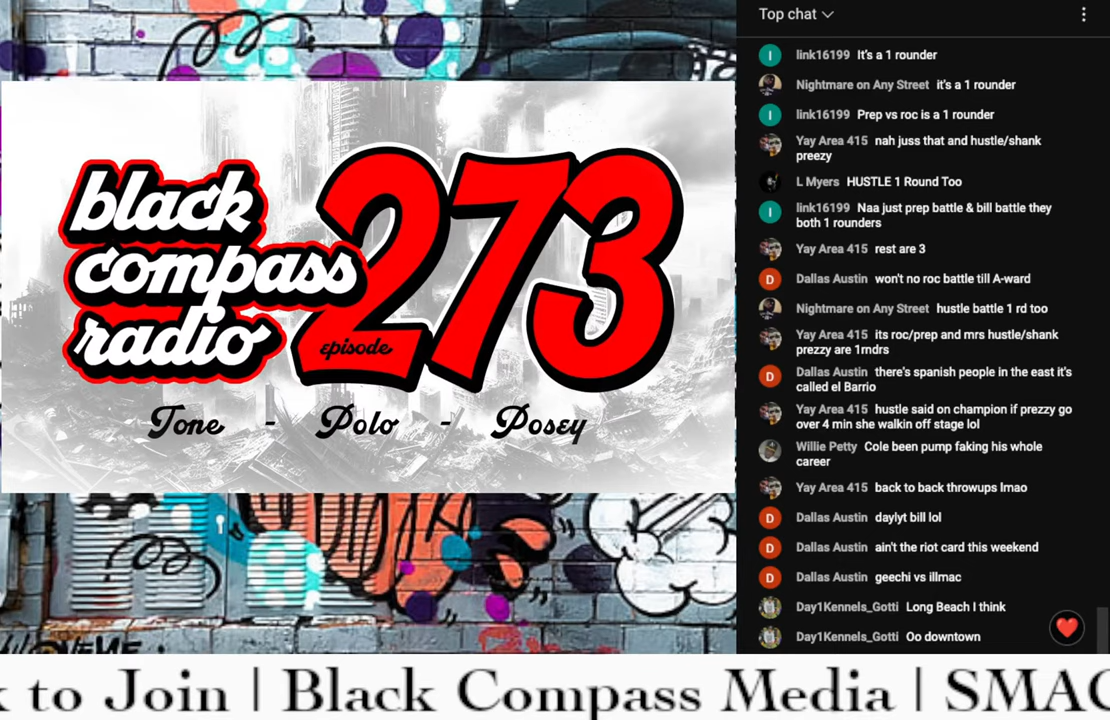 black
compass
radio
273
episode
Tone - Polo - Posey
Top chat
link16199 It's a 1 rounder
Nightmare on Any Street it's a 1 rounder
link16199 Prep vs roc is a 1 rounder
Yay Area 415 nah juss that and hustle/shank
preezy
L Myers HUSTLE 1 Round Too
link16199 Naa just prep battle & bill battle they
both 1 rounders
Yay Area 415 rest are 3
Dallas Austin won't no roc battle till A-ward
Nightmare on Any Street hustle battle 1 rd too
Yay Area 415 its roc/prep and mrs hustle/shank
prezzy are 1mdrs
Dallas Austin there's spanish people in the east it's
called el Barrio
Yay Area 415 hustle said on champion if prezzy go
over 4 min she walkin off stage lol
Willie Petty Cole been pump faking his whole
career
Yay Area 415 back to back throwups lmao
Dallas Austin daylyt bill lol
Dallas Austin ain't the riot card this weekend
Dallas Austin geechi vs illmac
Day1Kennels_Gotti Long Beach I think
Day1Kennels_Gotti Oo downtown
k to Join | Black Compass Media | SMAC